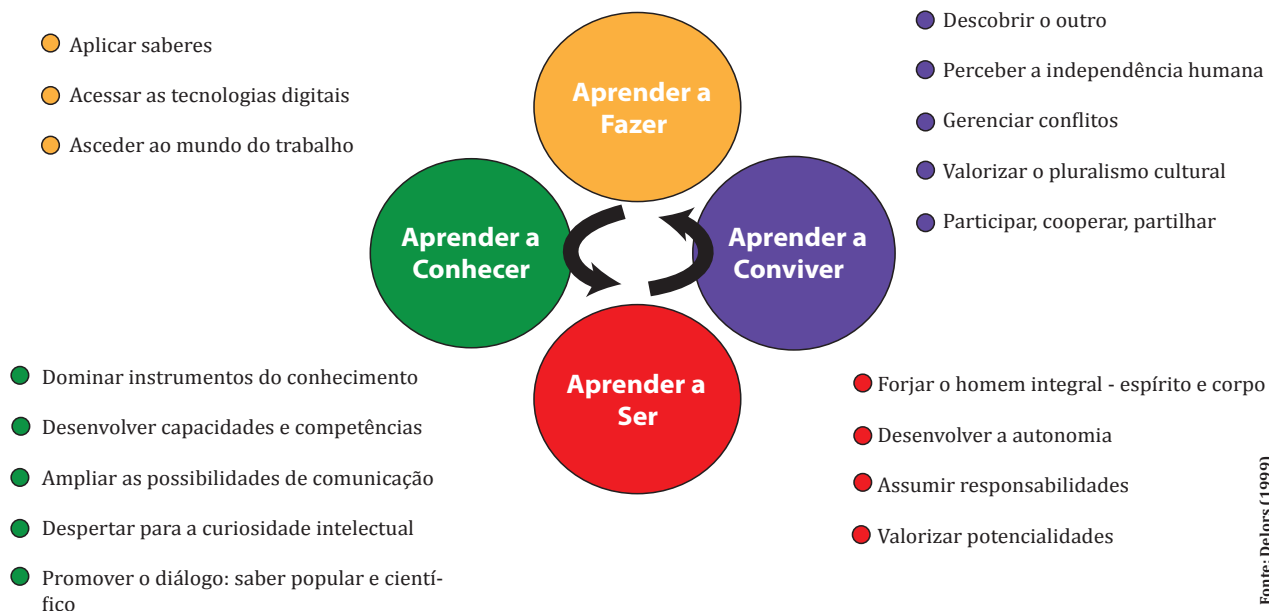 Aplicar saberes
Acessar as tecnologias digitais
Asceder ao mundo do trabalho
Aprender a
Fazer
Descobrir o outro
Perceber a independência humana
Gerenciar conflitos
Valorizar o pluralismo cultural
Participar, cooperar, partilhar
Aprender a
Conhecer
Aprender a
Conviver
Aprender a
Ser
Dominar instrumentos do conhecimento
Desenvolver capacidades e competências
Ampliar as possibilidades de comunicação
Despertar para a curiosidade intelectual
Promover o diálogo: saber popular e cientí-
fico
Forjar o homem integral - espírito e corpo
Desenvolver a autonomia
Assumir responsabilidades
Valorizar potencialidades
Fonte: Delors (1999)